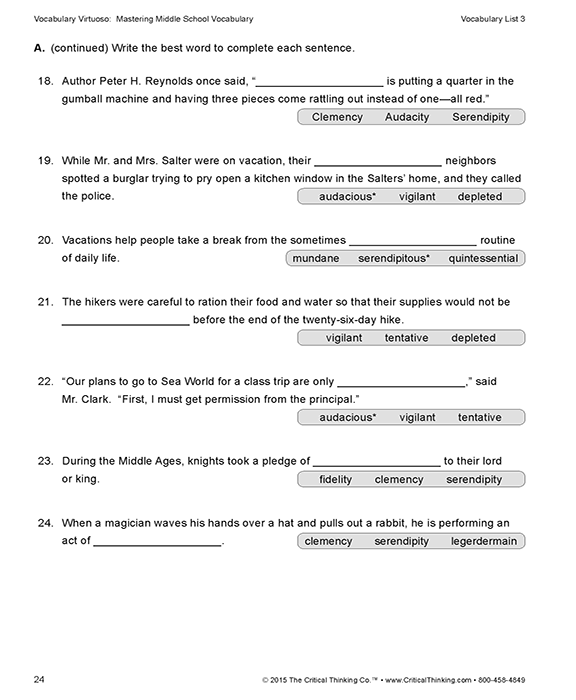 Vocabulary Virtuoso: Mastering Middle School Vocabulary Vocabulary List 3
A. (continued) Write the best word to complete each sentence.
18. Author Peter H. Reynolds once said, “____________________ is putting a quarter in the
gumball machine and having three pieces come rattling out instead of one—all red.”
Clemency Audacity Serendipity
19. While Mr. and Mrs. Salter were on vacation, their ____________________ neighbors
spotted a burglar trying to pry open a kitchen window in the Salters’ home, and they called
the police. audacious* vigilant depleted
20. Vacations help people take a break from the sometimes ____________________ routine
of daily life. mundane serendipitous* quintessential
21. The hikers were careful to ration their food and water so that their supplies would not be
____________________ before the end of the twenty-six-day hike.
vigilant tentative depleted
22. “Our plans to go to Sea World for a class trip are only ____________________,” said
Mr. Clark. “First, I must get permission from the principal.”
audacious* vigilant tentative
23. During the Middle Ages, knights took a pledge of ____________________ to their lord
or king. fidelity clemency serendipity
24. When a magician waves his hands over a hat and pulls out a rabbit, he is performing an
act of ____________________. clemency serendipity legerdermain
24 © 2015 The Critical Thinking Co.™ • www.CriticalThinking.com • 800-458-4849